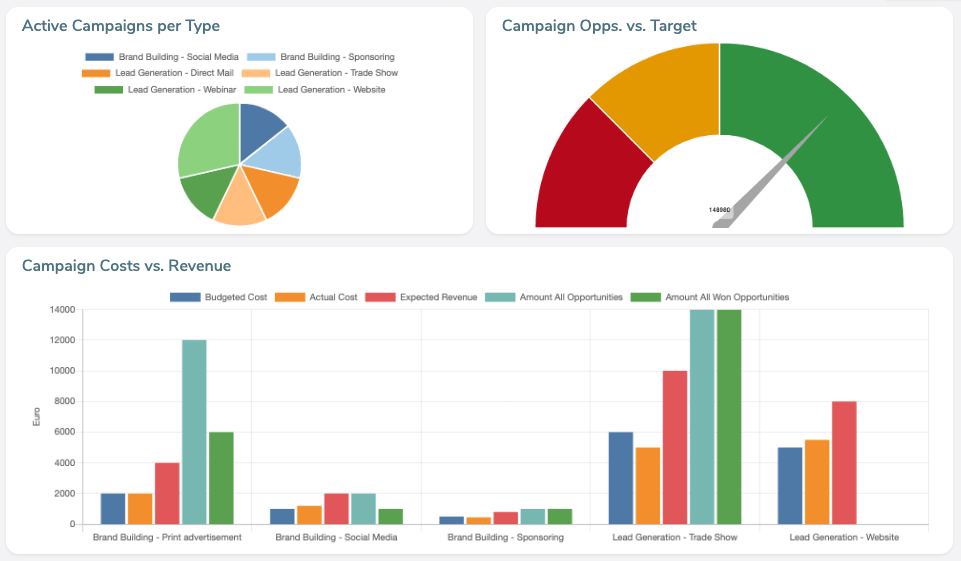 Active Campaigns per Type
Brand Building - Social Media Brand Building - Sponsoring
Lead Generation - Direct Mail Lead Generation - Trade Show
Lead Generation - Webinar Lead Generation - Website
Campaign Opps. vs. Target
148980
Campaign Costs vs. Revenue
Budgeted Cost Actual Cost Expected Revenue Amount All Opportunities Amount All Won Opportunities
14000
12000
10000
8000
6000
4000
2000
0
Euro
Brand Building - Print advertisement Brand Building - Social Media Brand Building - Sponsoring Lead Generation - Trade Show Lead Generation - Website